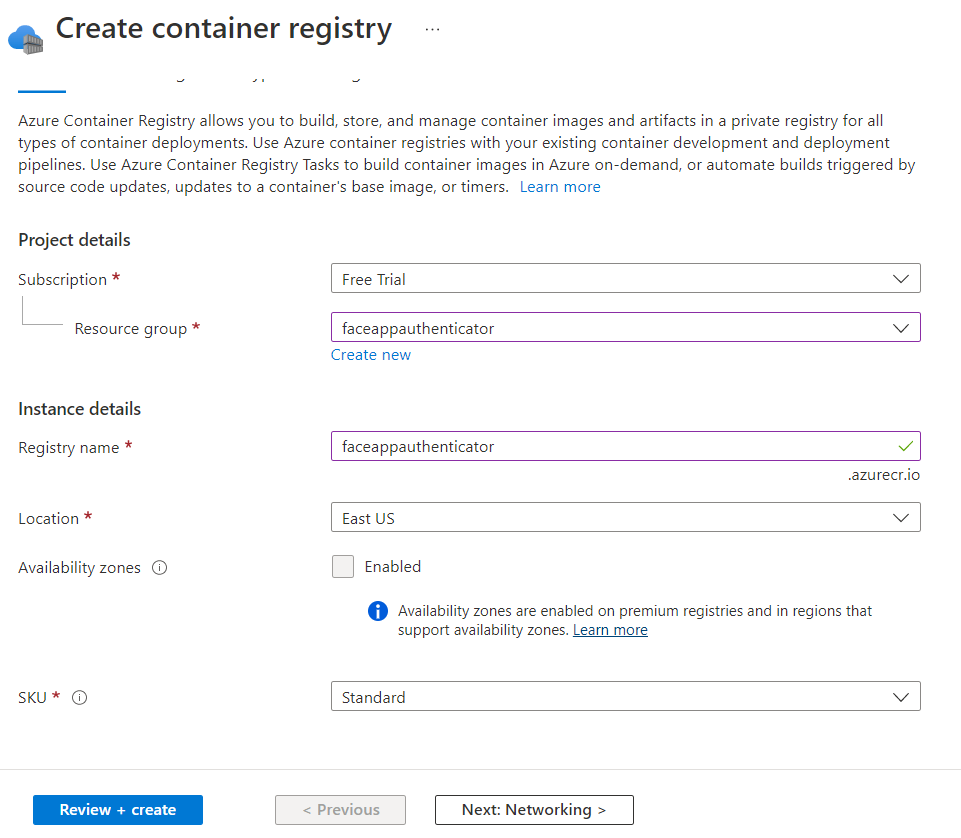 Create container registry
...
Azure Container Registry allows you to build, store, and manage container images and artifacts in a private registry for all
types of container deployments. Use Azure container registries with your existing container development and deployment
pipelines. Use Azure Container Registry Tasks to build container images in Azure on-demand, or automate builds triggered by
source code updates, updates to a container's base image, or timers. Learn more
Project details
Subscription *
Free Trial
Resource group *
faceappauthenticator
Create new
Instance details
Registry name *
faceappauthenticator
.azurecr.io
Location *
East US
Availability zones
Enabled
Availability zones are enabled on premium registries and in regions that
support availability zones. Learn more
SKU *
Standard
Review + create
< Previous
Next: Networking >